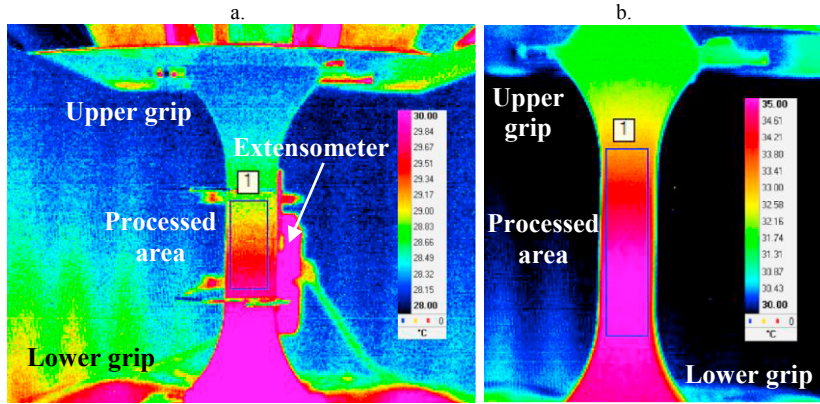 a.
Upper grip
Extensometer
1
Processed
area
Lower grip
30.00
29.84
29.67
29.51
29.34
29.17
29.00
28.83
28.66
28.49
28.32
28.15
28.00
0
°C
b.
Upper
grip
1
Processed
area
Lower grip
35.00
34.61
34.21
33.80
33.41
33.00
32.58
32.16
31.74
31.31
30.87
30.43
30.00
0
°C